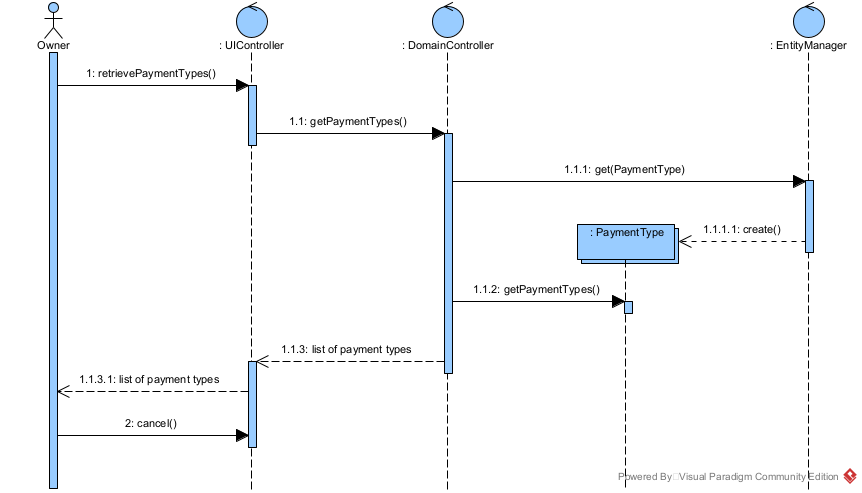 Owner
: UIController
: DomainController
: EntityManager
1: retrievePaymentTypes()
1.1: getPaymentTypes()
1.1.1: get(PaymentType)
1.1.1.1: create()
: PaymentType
1.1.2: getPaymentTypes()
1.1.3: list of payment types
1.1.3.1: list of payment types
2: cancel()
Powered By Visual Paradigm Community Edition